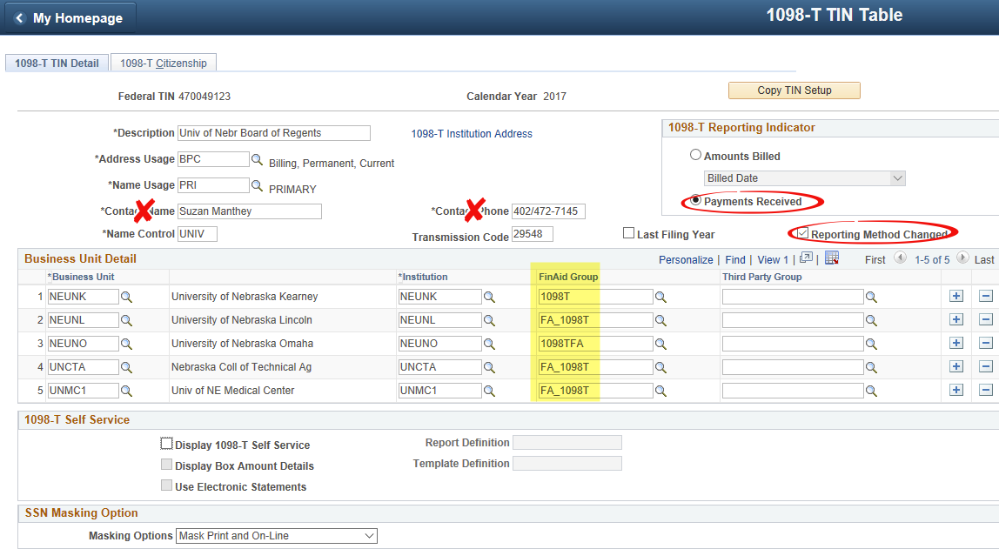 My Homepage
1098-T TIN Table
1098-T TIN Detail
1098-T Citizenship
Federal TIN 470049123
Calendar Year 2017
Copy TIN Setup
*Description Univ of Nebr Board of Regents
1098-T Institution Address
1098-T Reporting Indicator
*Address Usage BPC Billing, Permanent, Current
Amounts Billed
Billed Date
*Name Usage PRI PRIMARY
Payments Received
*Contact Name Suzan Manthey
*Contact Phone 402/472-7145
*Name Control UNIV
Transmission Code 29548
Last Filing Year
Reporting Method Changed
Business Unit Detail
Personalize | Find | View 1 | | First 1-5 of 5 Last
*Business Unit *Institution FinAid Group Third Party Group
1 NEUNK University of Nebraska Kearney NEUNK 1098T
2 NEUNL University of Nebraska Lincoln NEUNL FA_1098T
3 NEUNO University of Nebraska Omaha NEUNO 1098TFA
4 UNCTA Nebraska Coll of Technical Ag UNCTA FA_1098T
5 UNMC1 Univ of NE Medical Center UNMC1 FA_1098T
1098-T Self Service
Display 1098-T Self Service
Report Definition
Display Box Amount Details
Template Definition
Use Electronic Statements
SSN Masking Option
Masking Options Mask Print and On-Line